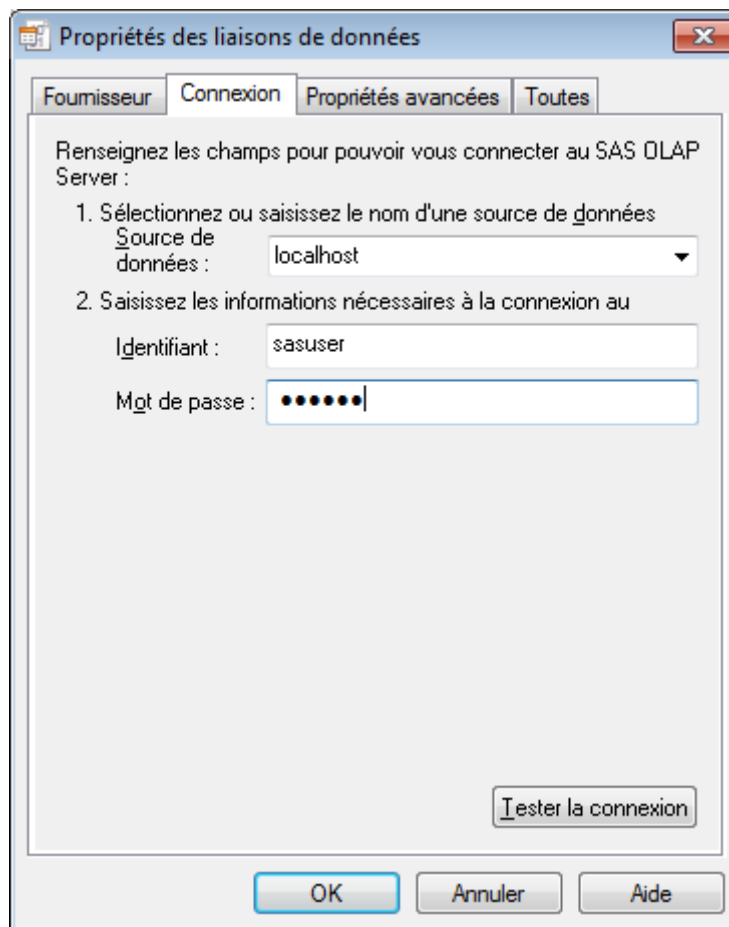 Propriétés des liaisons de données
Fournisseur Connexion Propriétés avancées Toutes
Renseignez les champs pour pouvoir vous connecter au SAS OLAP
Server :
1. Sélectionnez ou saisissez le nom d'une source de données
Source de
données : localhost
2. Saisissez les informations nécessaires à la connexion au
Identifiant : sasuser
Mot de passe : ••••••
Tester la connexion
OK Annuler Aide